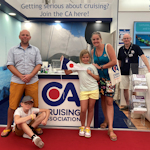 Getting serious about cruising?
Join the CA here
CA
CRUISING
ASSOCIATION